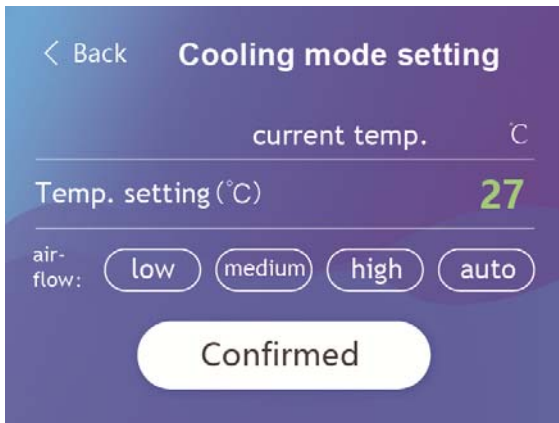 < Back Cooling mode setting
current temp. ℃
Temp. setting(℃) 27
air-
flow: low medium high auto
Confirmed